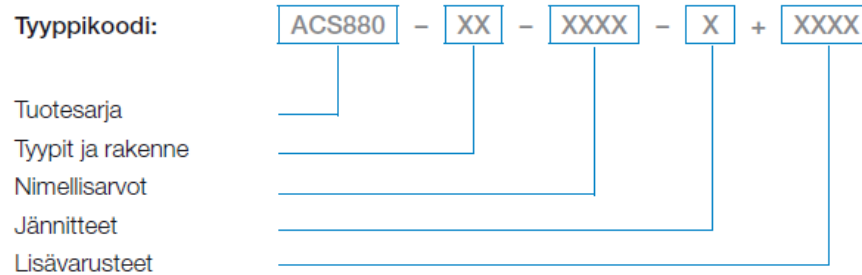 Tyyppikoodi: ACS880 – XX – XXXX – X + XXXX
Tuotesarja
Tyypit ja rakenne
Nimellisarvot
Jännitteet
Lisävarusteet